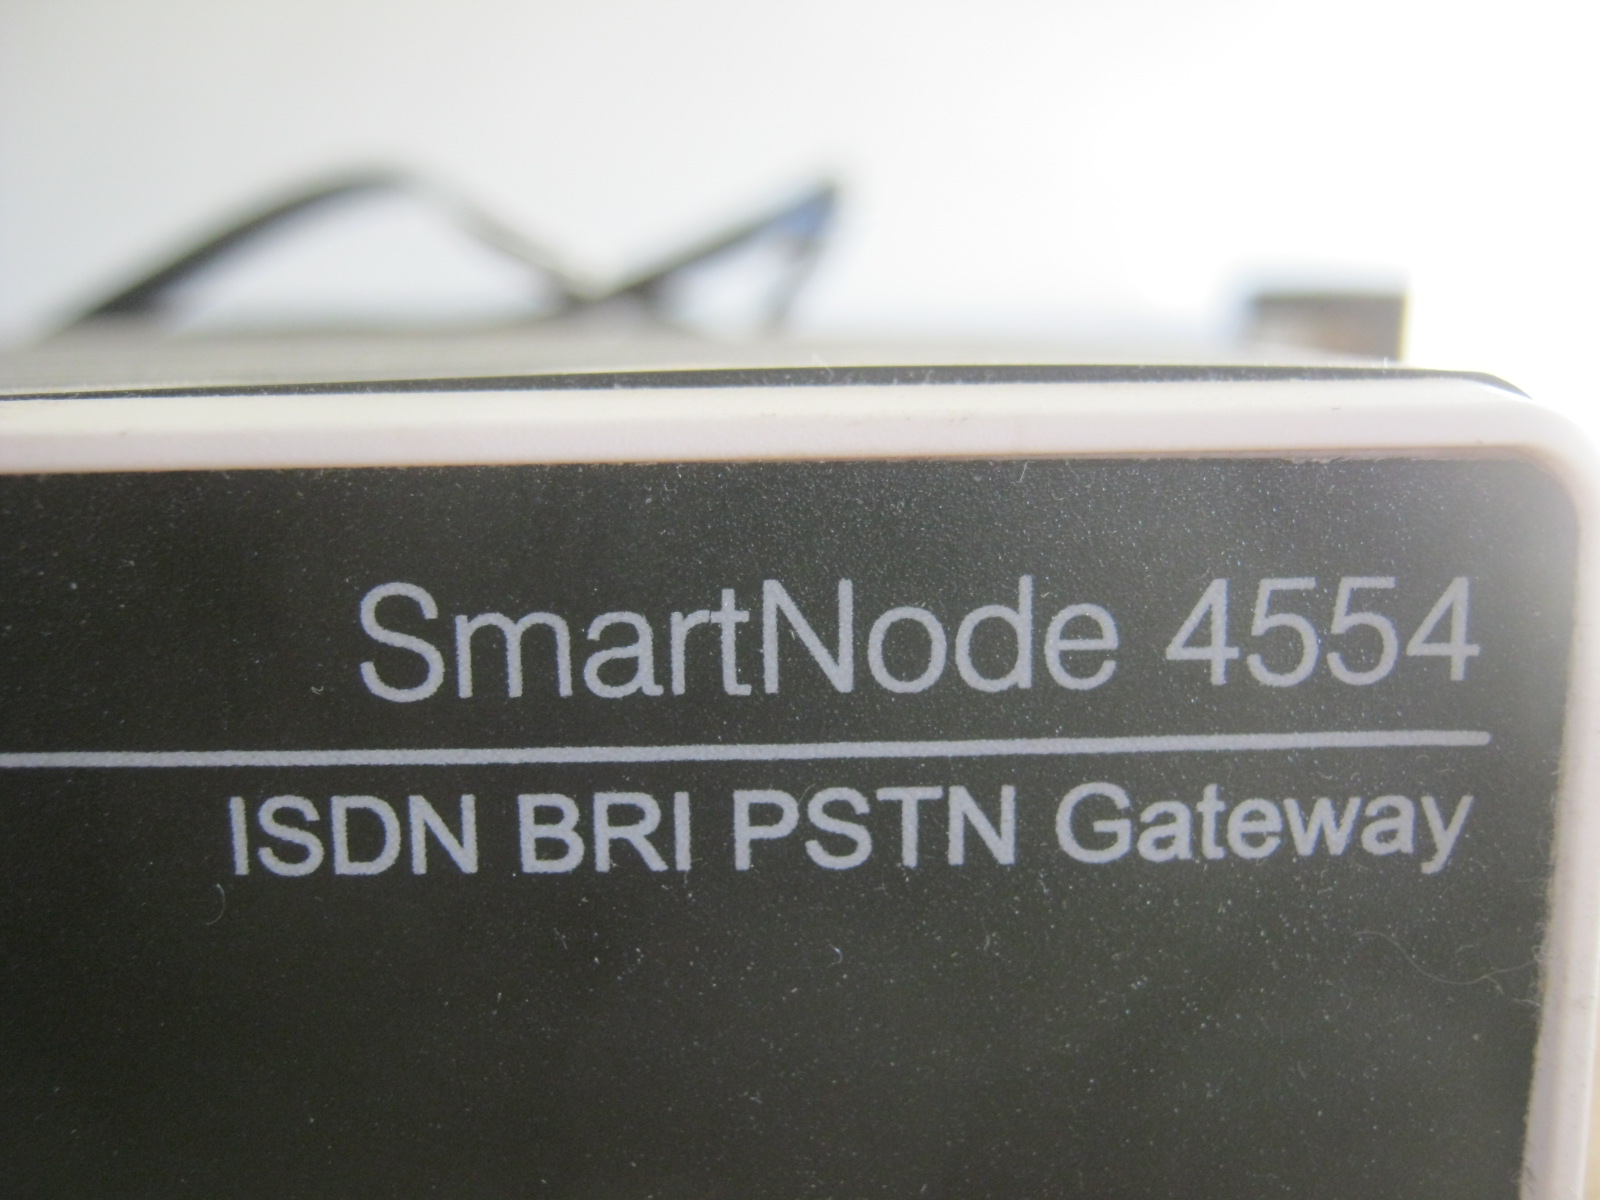 SmartNode 4554
ISDN BRI PSTN Gateway